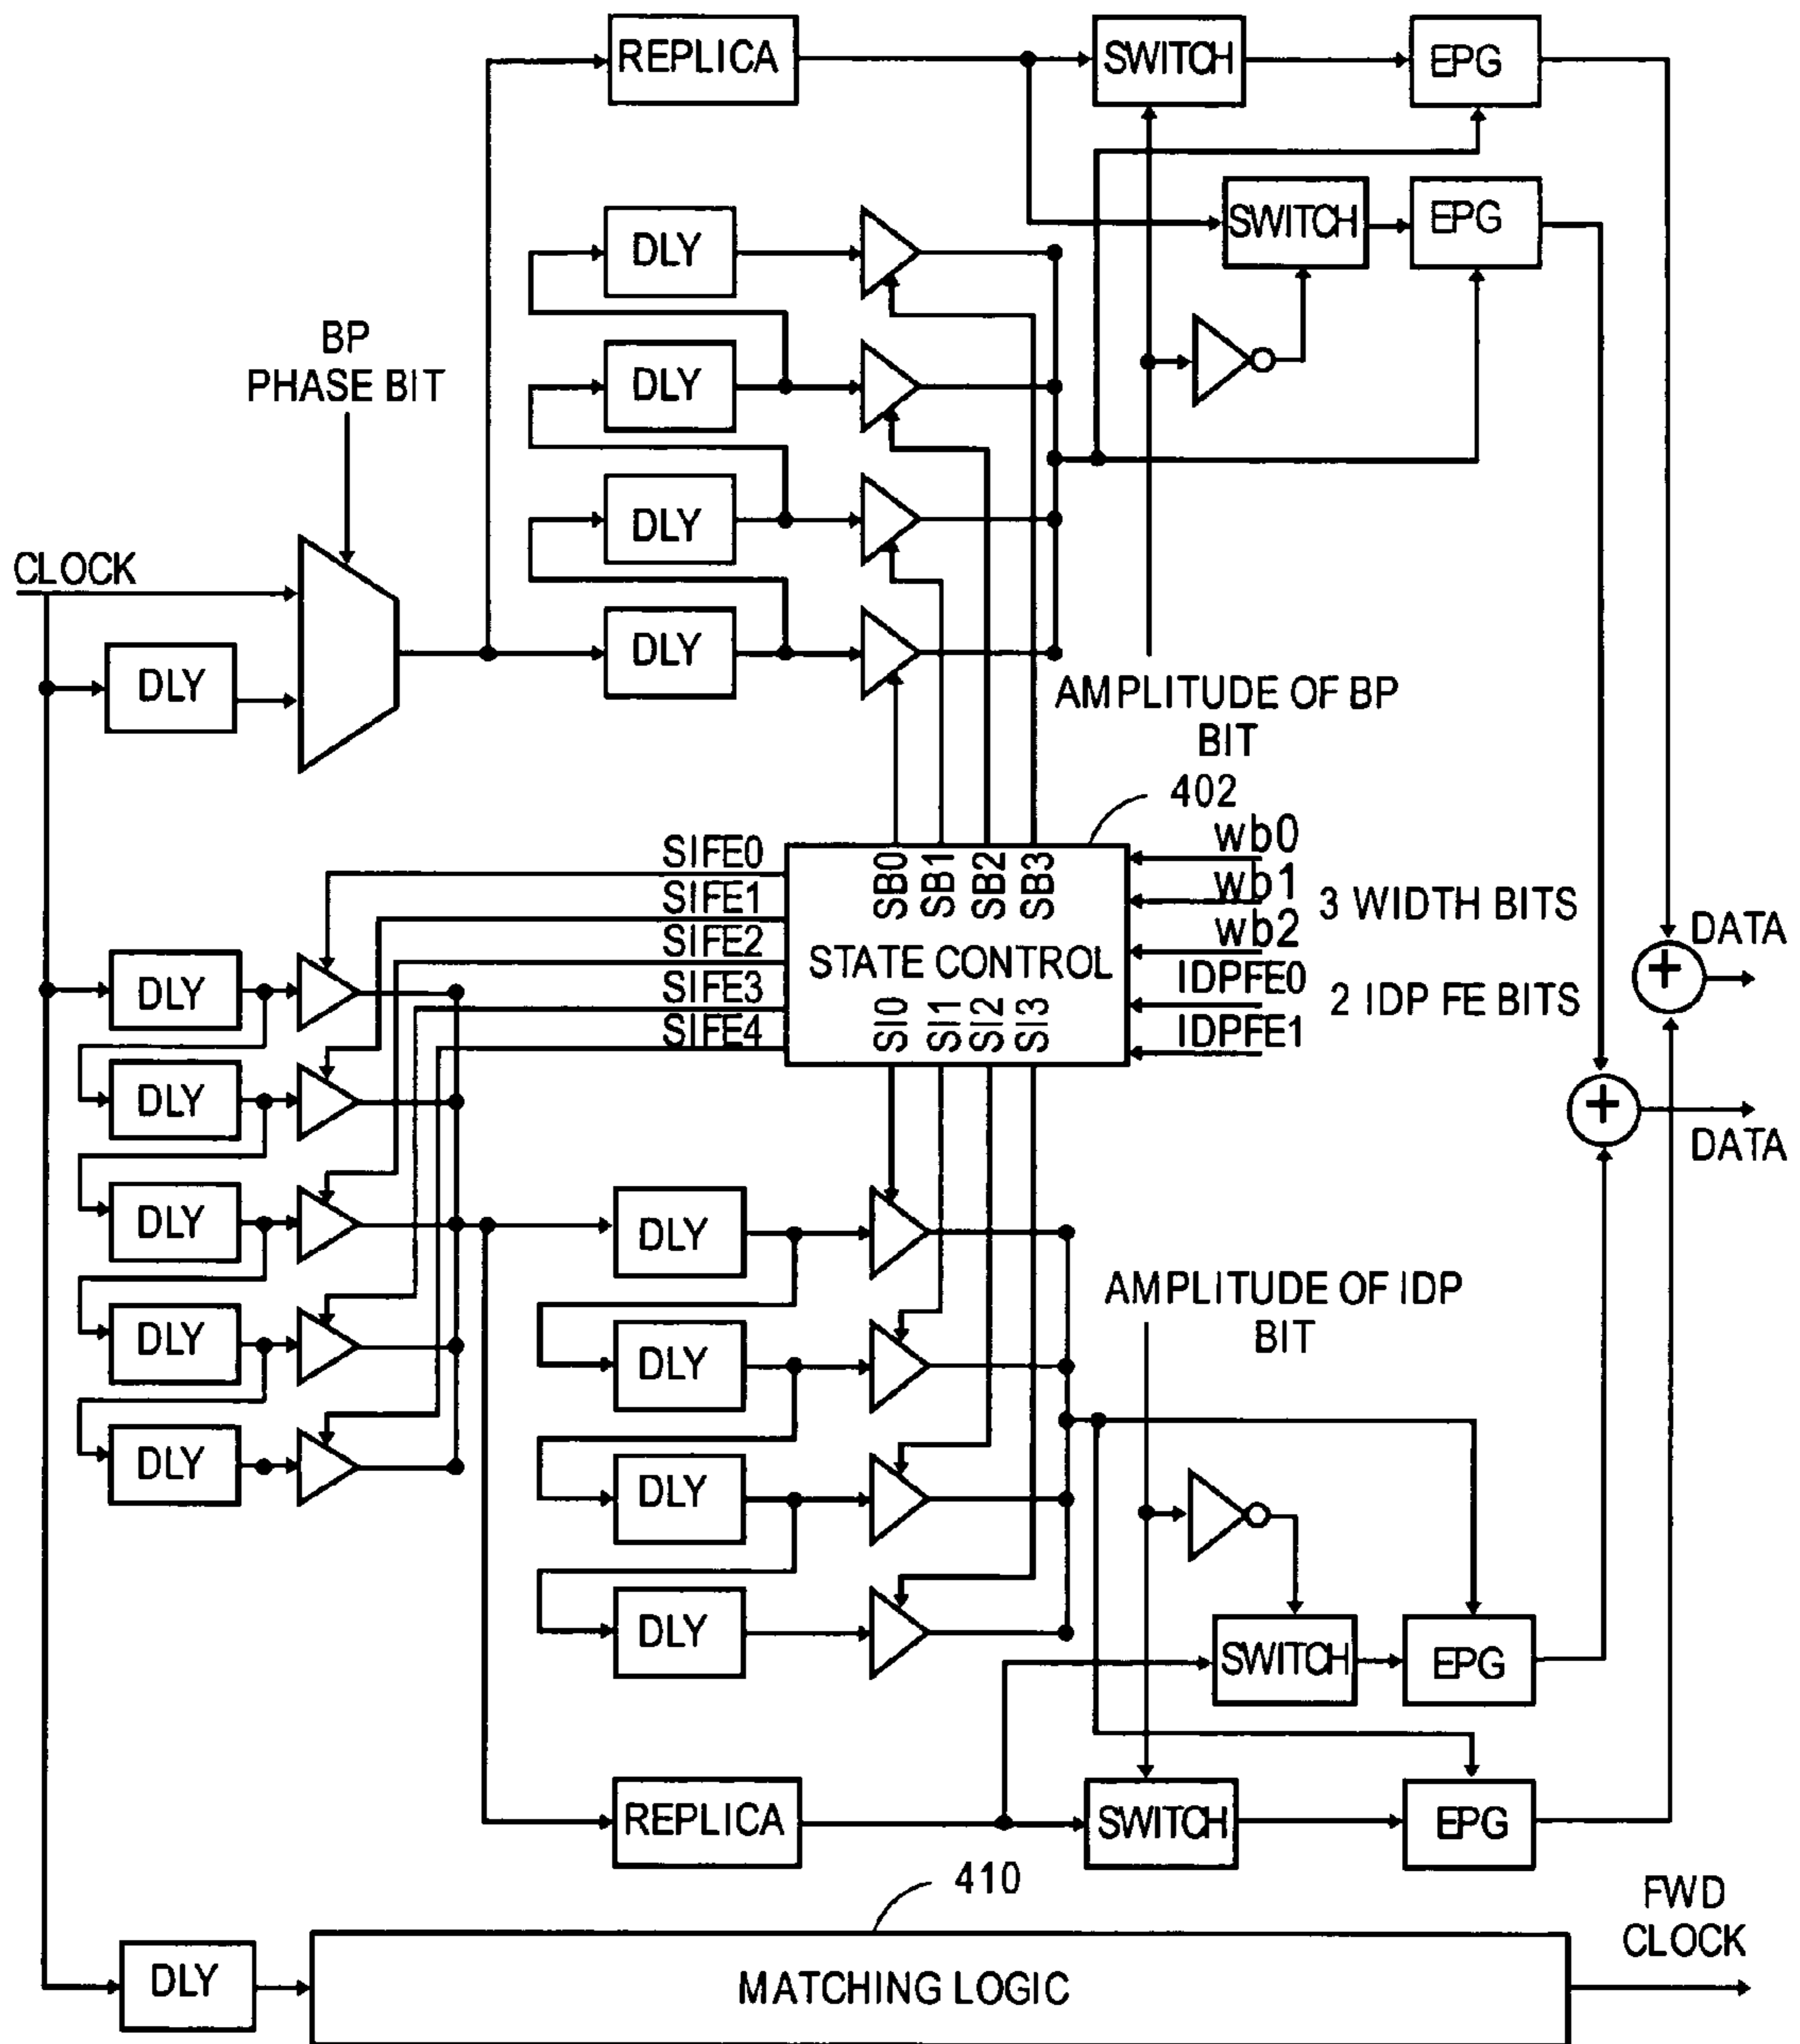 REPLICA
SWITCH
EPG
SWITCH
EPG
DLY
BP
PHASE BIT
DLY
DLY
CLOCK
DLY
DLY
AMPLITUDE OF BP
BIT
402
SIFE0
SIFE1
SIFE2
SIFE3
SIFE4
SB0
SB1
SB2
SB3
STATE CONTROL
SI0
SI1
SI2
SI3
wb0
wb1
wb2
3 WIDTH BITS
IDPFE0
IDPFE1
2 IDP FE BITS
+
DATA
+
DATA
DLY
DLY
DLY
DLY
DLY
DLY
DLY
DLY
DLY
AMPLITUDE OF IDP
BIT
SWITCH
EPG
REPLICA
SWITCH
EPG
410
FWD
CLOCK
DLY
MATCHING LOGIC